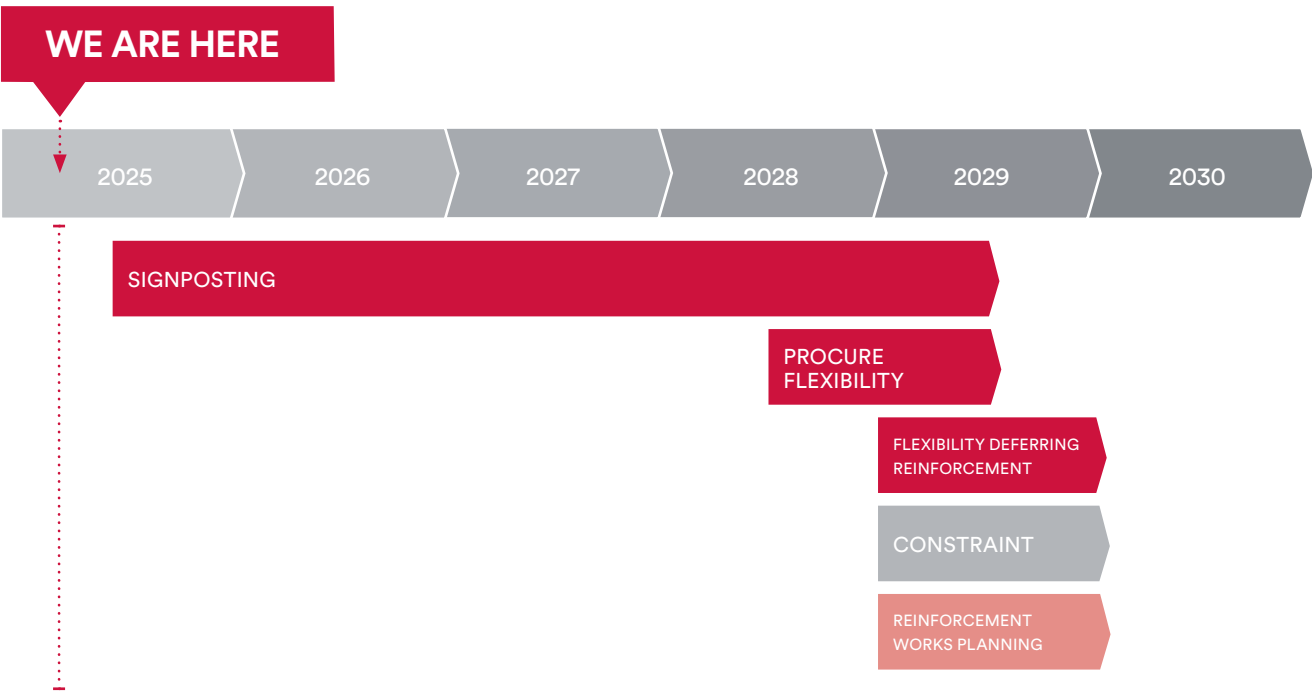 WE ARE HERE
2025
2026
2027
2028
2029
2030
SIGNPOSTING
PROCURE
FLEXIBILITY
FLEXIBILITY DEFERRING
REINFORCEMENT
CONSTRAINT
REINFORCEMENT
WORKS PLANNING